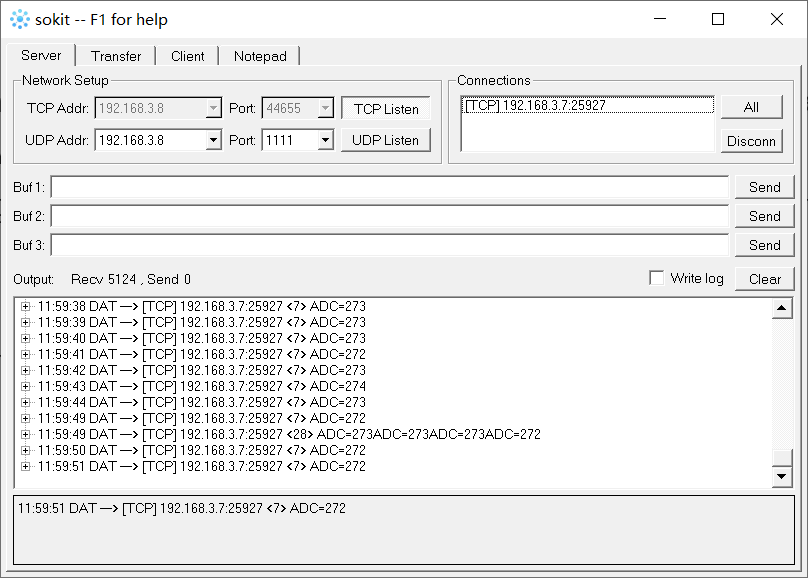 sokit -- F1 for help
Server Transfer Client Notepad
Network Setup
TCP Addr: 192.168.3.8 Port: 44655 TCP Listen
UDP Addr: 192.168.3.8 Port: 1111 UDP Listen
Connections
[TCP] 192.168.3.7:25927
All
Disconn
Buf 1: Send
Buf 2: Send
Buf 3: Send
Output: Recv 5124 , Send 0 Write log Clear
11:59:38 DAT —> [TCP] 192.168.3.7:25927 <7> ADC=273
11:59:39 DAT —> [TCP] 192.168.3.7:25927 <7> ADC=273
11:59:40 DAT —> [TCP] 192.168.3.7:25927 <7> ADC=273
11:59:41 DAT —> [TCP] 192.168.3.7:25927 <7> ADC=272
11:59:42 DAT —> [TCP] 192.168.3.7:25927 <7> ADC=273
11:59:43 DAT —> [TCP] 192.168.3.7:25927 <7> ADC=274
11:59:44 DAT —> [TCP] 192.168.3.7:25927 <7> ADC=273
11:59:49 DAT —> [TCP] 192.168.3.7:25927 <7> ADC=272
11:59:49 DAT —> [TCP] 192.168.3.7:25927 <28> ADC=273ADC=273ADC=273ADC=272
11:59:50 DAT —> [TCP] 192.168.3.7:25927 <7> ADC=272
11:59:51 DAT —> [TCP] 192.168.3.7:25927 <7> ADC=272
11:59:51 DAT —> [TCP] 192.168.3.7:25927 <7> ADC=272